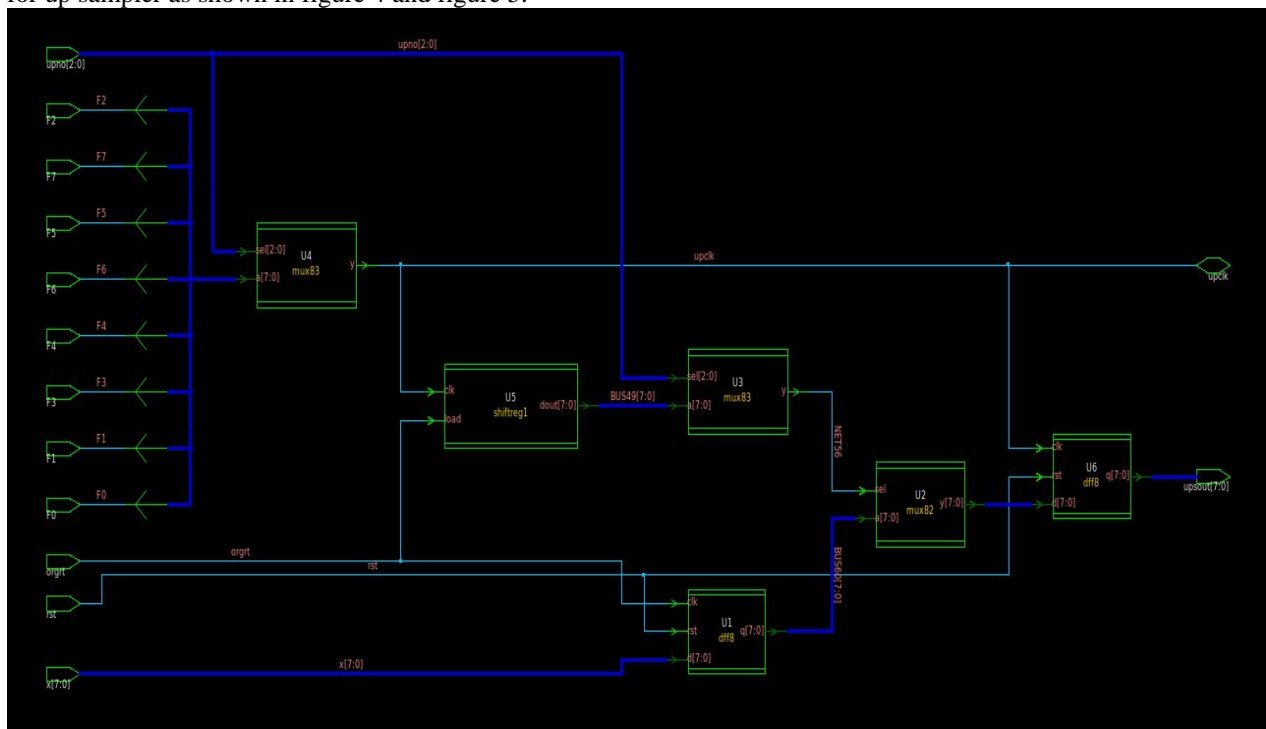 for up sampler as shown in figure 4 and figure 5.
upno[2:0]
upno[2:0]
F2
F2
F7
F7
F5
F5
F6
F6
F4
F4
F3
F3
F1
F1
F0
F0
sel[2:0]
a[7:0]
U4
mux83
y
upclk
upclk
clk
load
U5
shiftreg1
dout[7:0]
BUS49[7:0]
sel[2:0]
a[7:0]
U3
mux83
y
NET56
sel
a[7:0]
U2
mux82
y[7:0]
clk
rst
d[7:0]
U6
dff8
q[7:0]
upsout[7:0]
orgrt
orgrt
rst
rst
clk
rst
d[7:0]
U1
dff8
q[7:0]
BUS60[7:0]
x[7:0]
x[7:0]